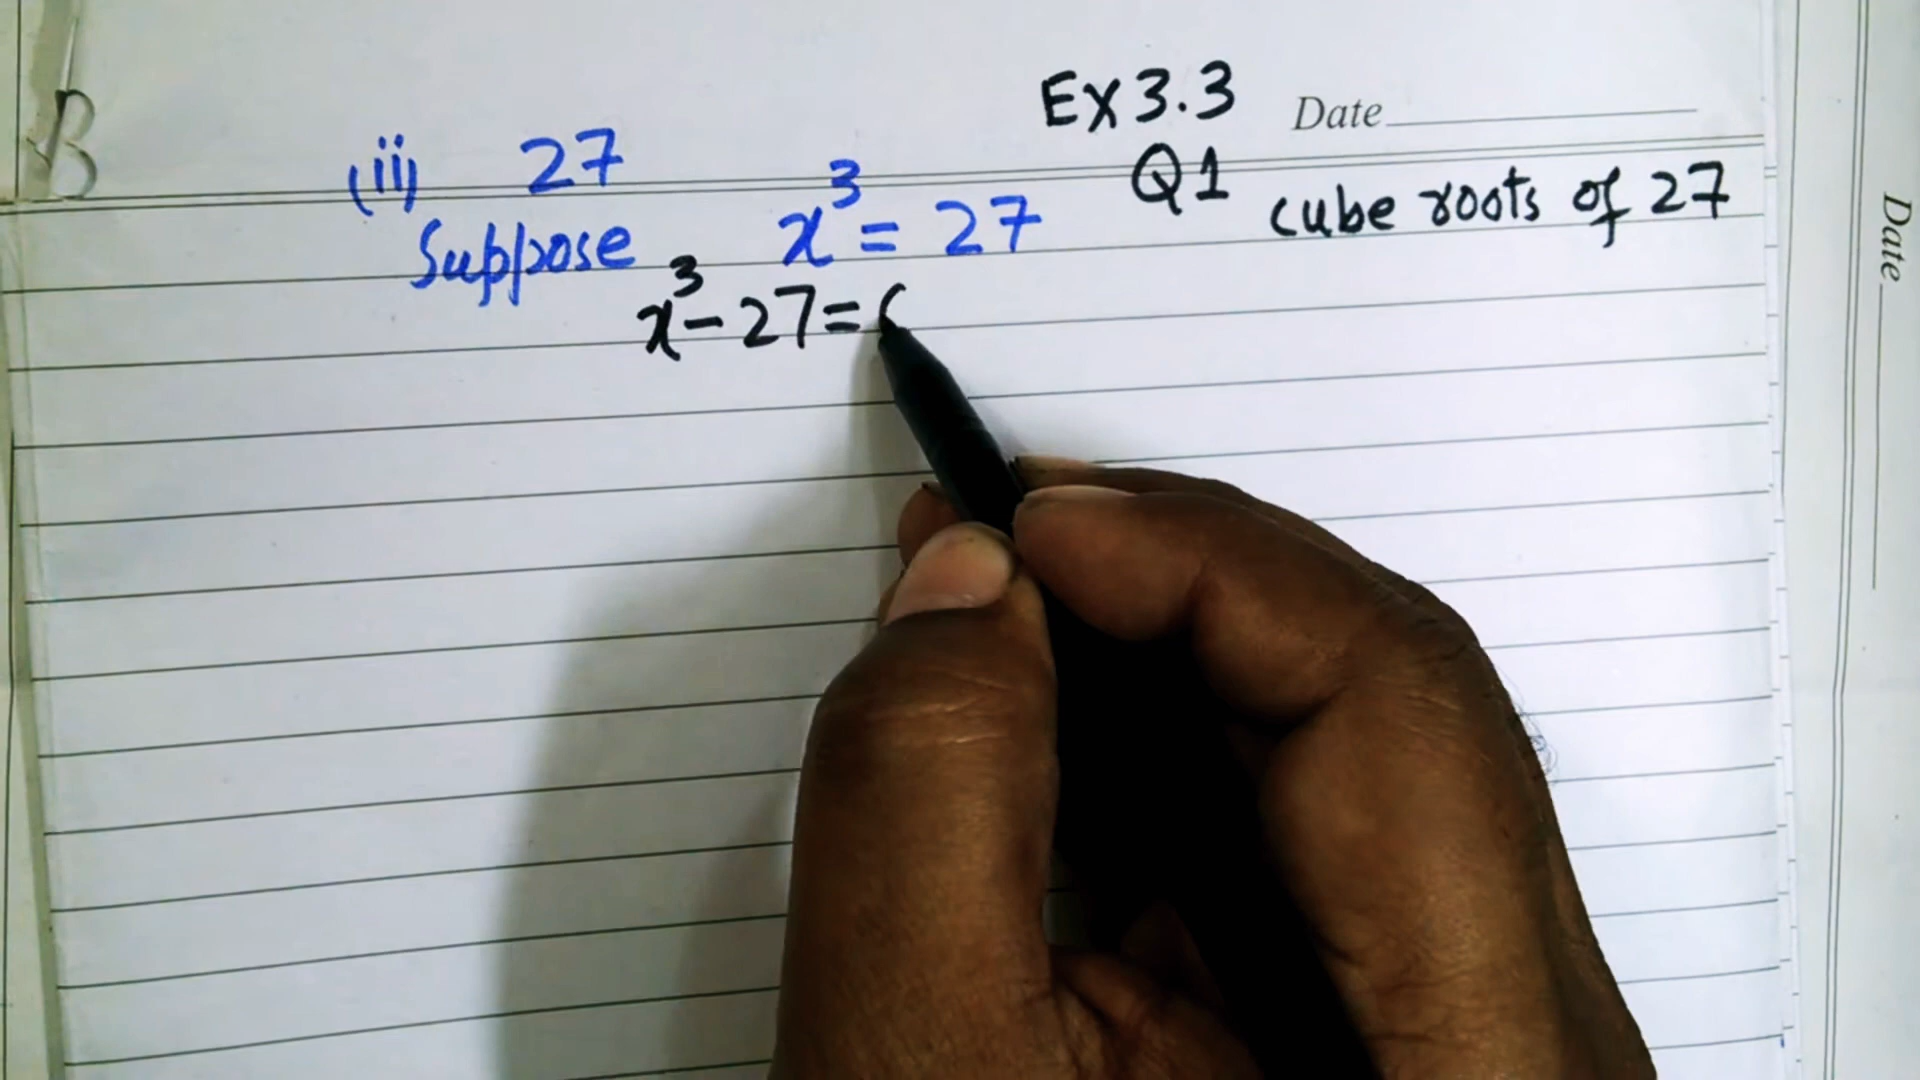 Ex 3.3 Date
(ii) 27
Q1 cube roots of 27
Suppose x³ = 27
x³ - 27 =
Date